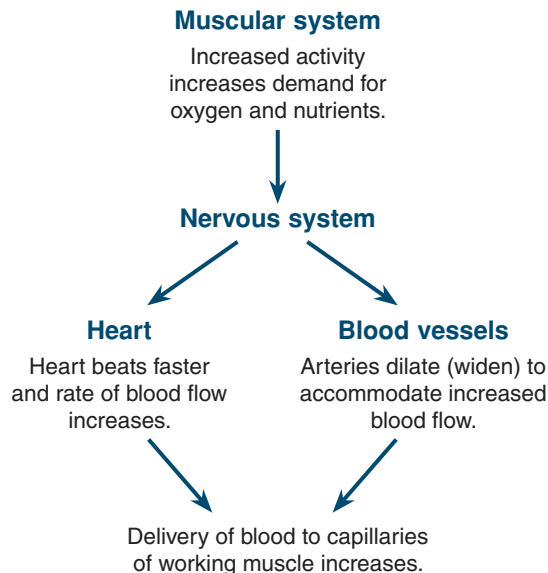 Muscular system
Increased activity
increases demand for
oxygen and nutrients.
Nervous system
Heart
Heart beats faster
and rate of blood flow
increases.
Blood vessels
Arteries dilate (widen) to
accommodate increased
blood flow.
Delivery of blood to capillaries
of working muscle increases.